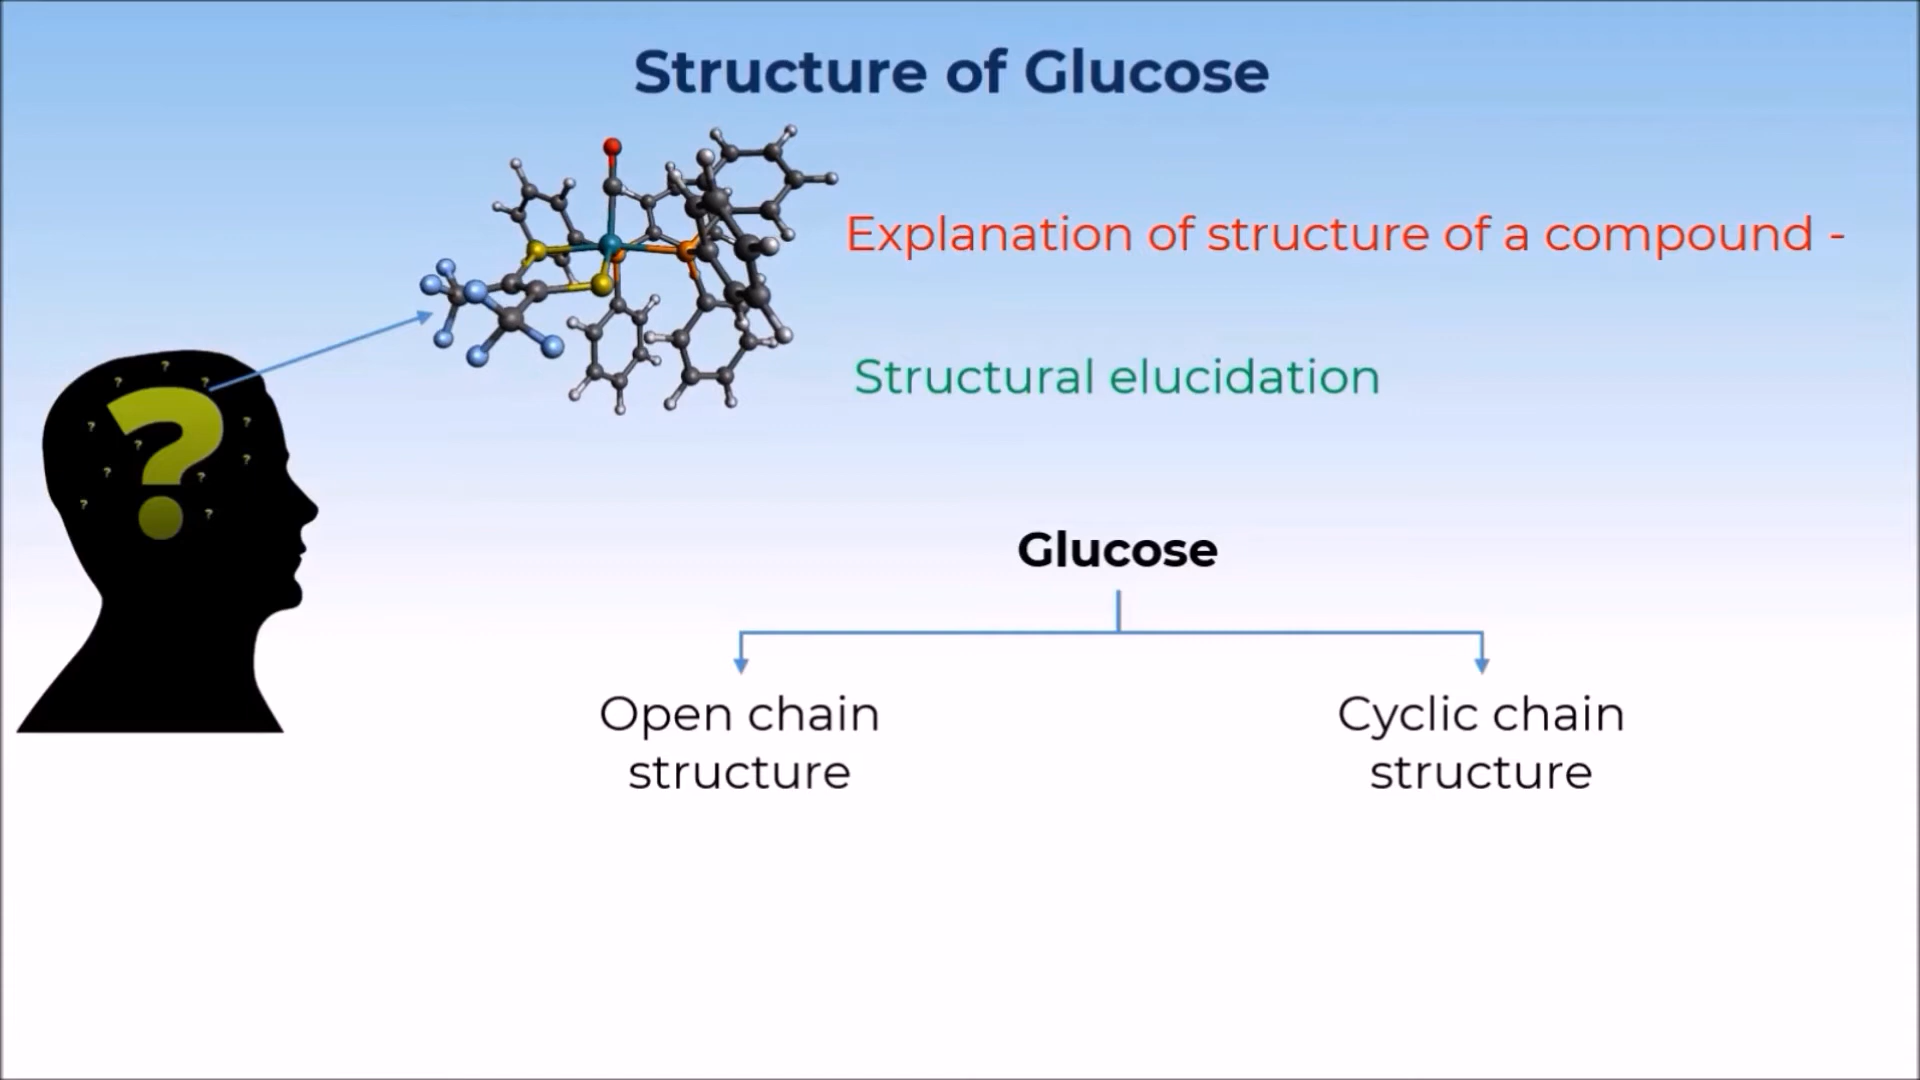 Structure of Glucose
Explanation of structure of a compound -
Structural elucidation
Glucose
Open chain
structure
Cyclic chain
structure